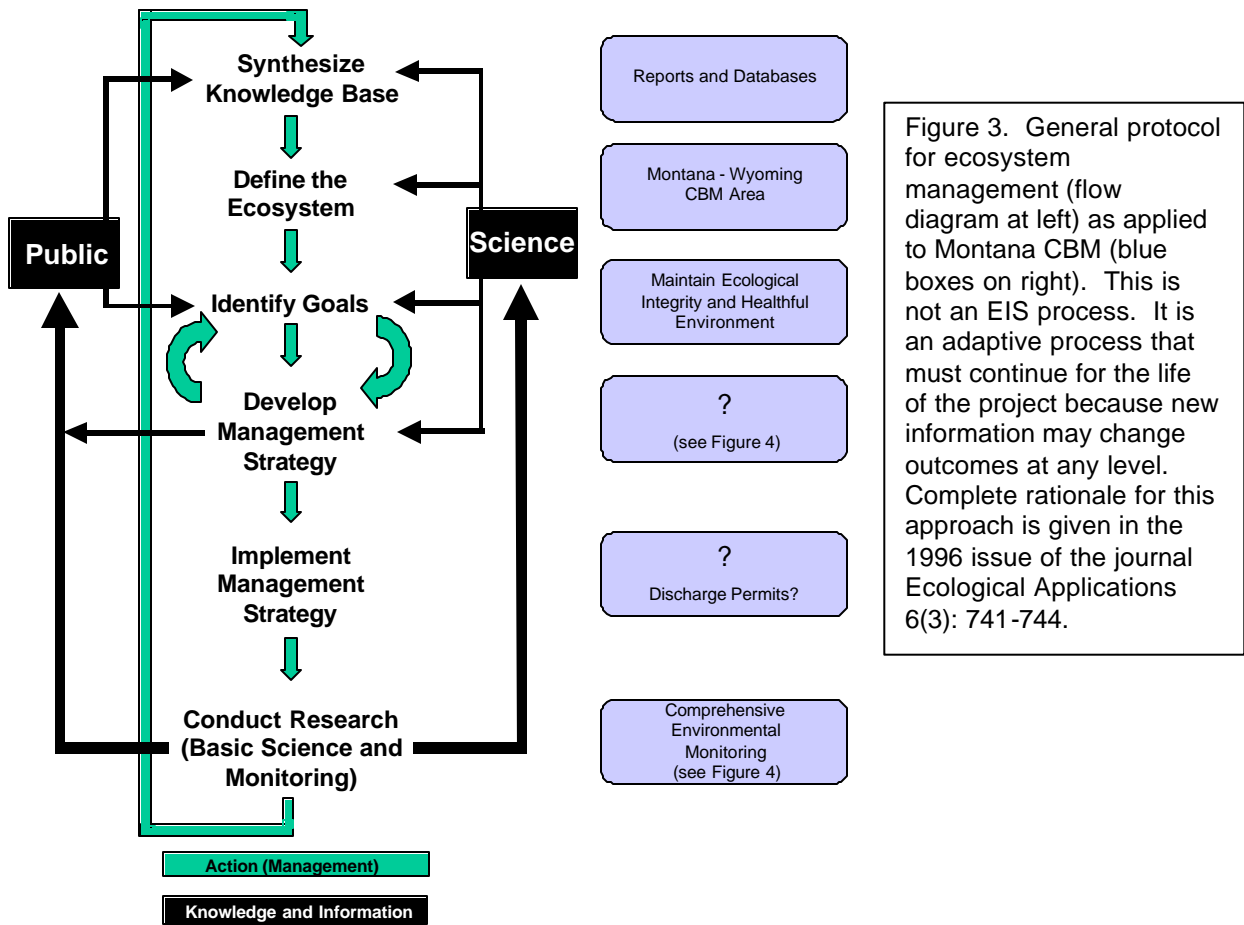 Synthesize
Knowledge Base
Define the
Ecosystem
Public
Science
Identify Goals
Develop
Management
Strategy
Implement
Management
Strategy
Conduct Research
(Basic Science and
Monitoring)
Action (Management)
Knowledge and Information
Reports and Databases
Montana - Wyoming
CBM Area
Maintain Ecological
Integrity and Healthful
Environment
?
(see Figure 4)
?
Discharge Permits?
Comprehensive
Environmental
Monitoring
(see Figure 4)
Figure 3. General protocol
for ecosystem
management (flow
diagram at left) as applied
to Montana CBM (blue
boxes on right). This is
not an EIS process. It is
an adaptive process that
must continue for the life
of the project because new
information may change
outcomes at any level.
Complete rationale for this
approach is given in the
1996 issue of the journal
Ecological Applications
6(3): 741-744.